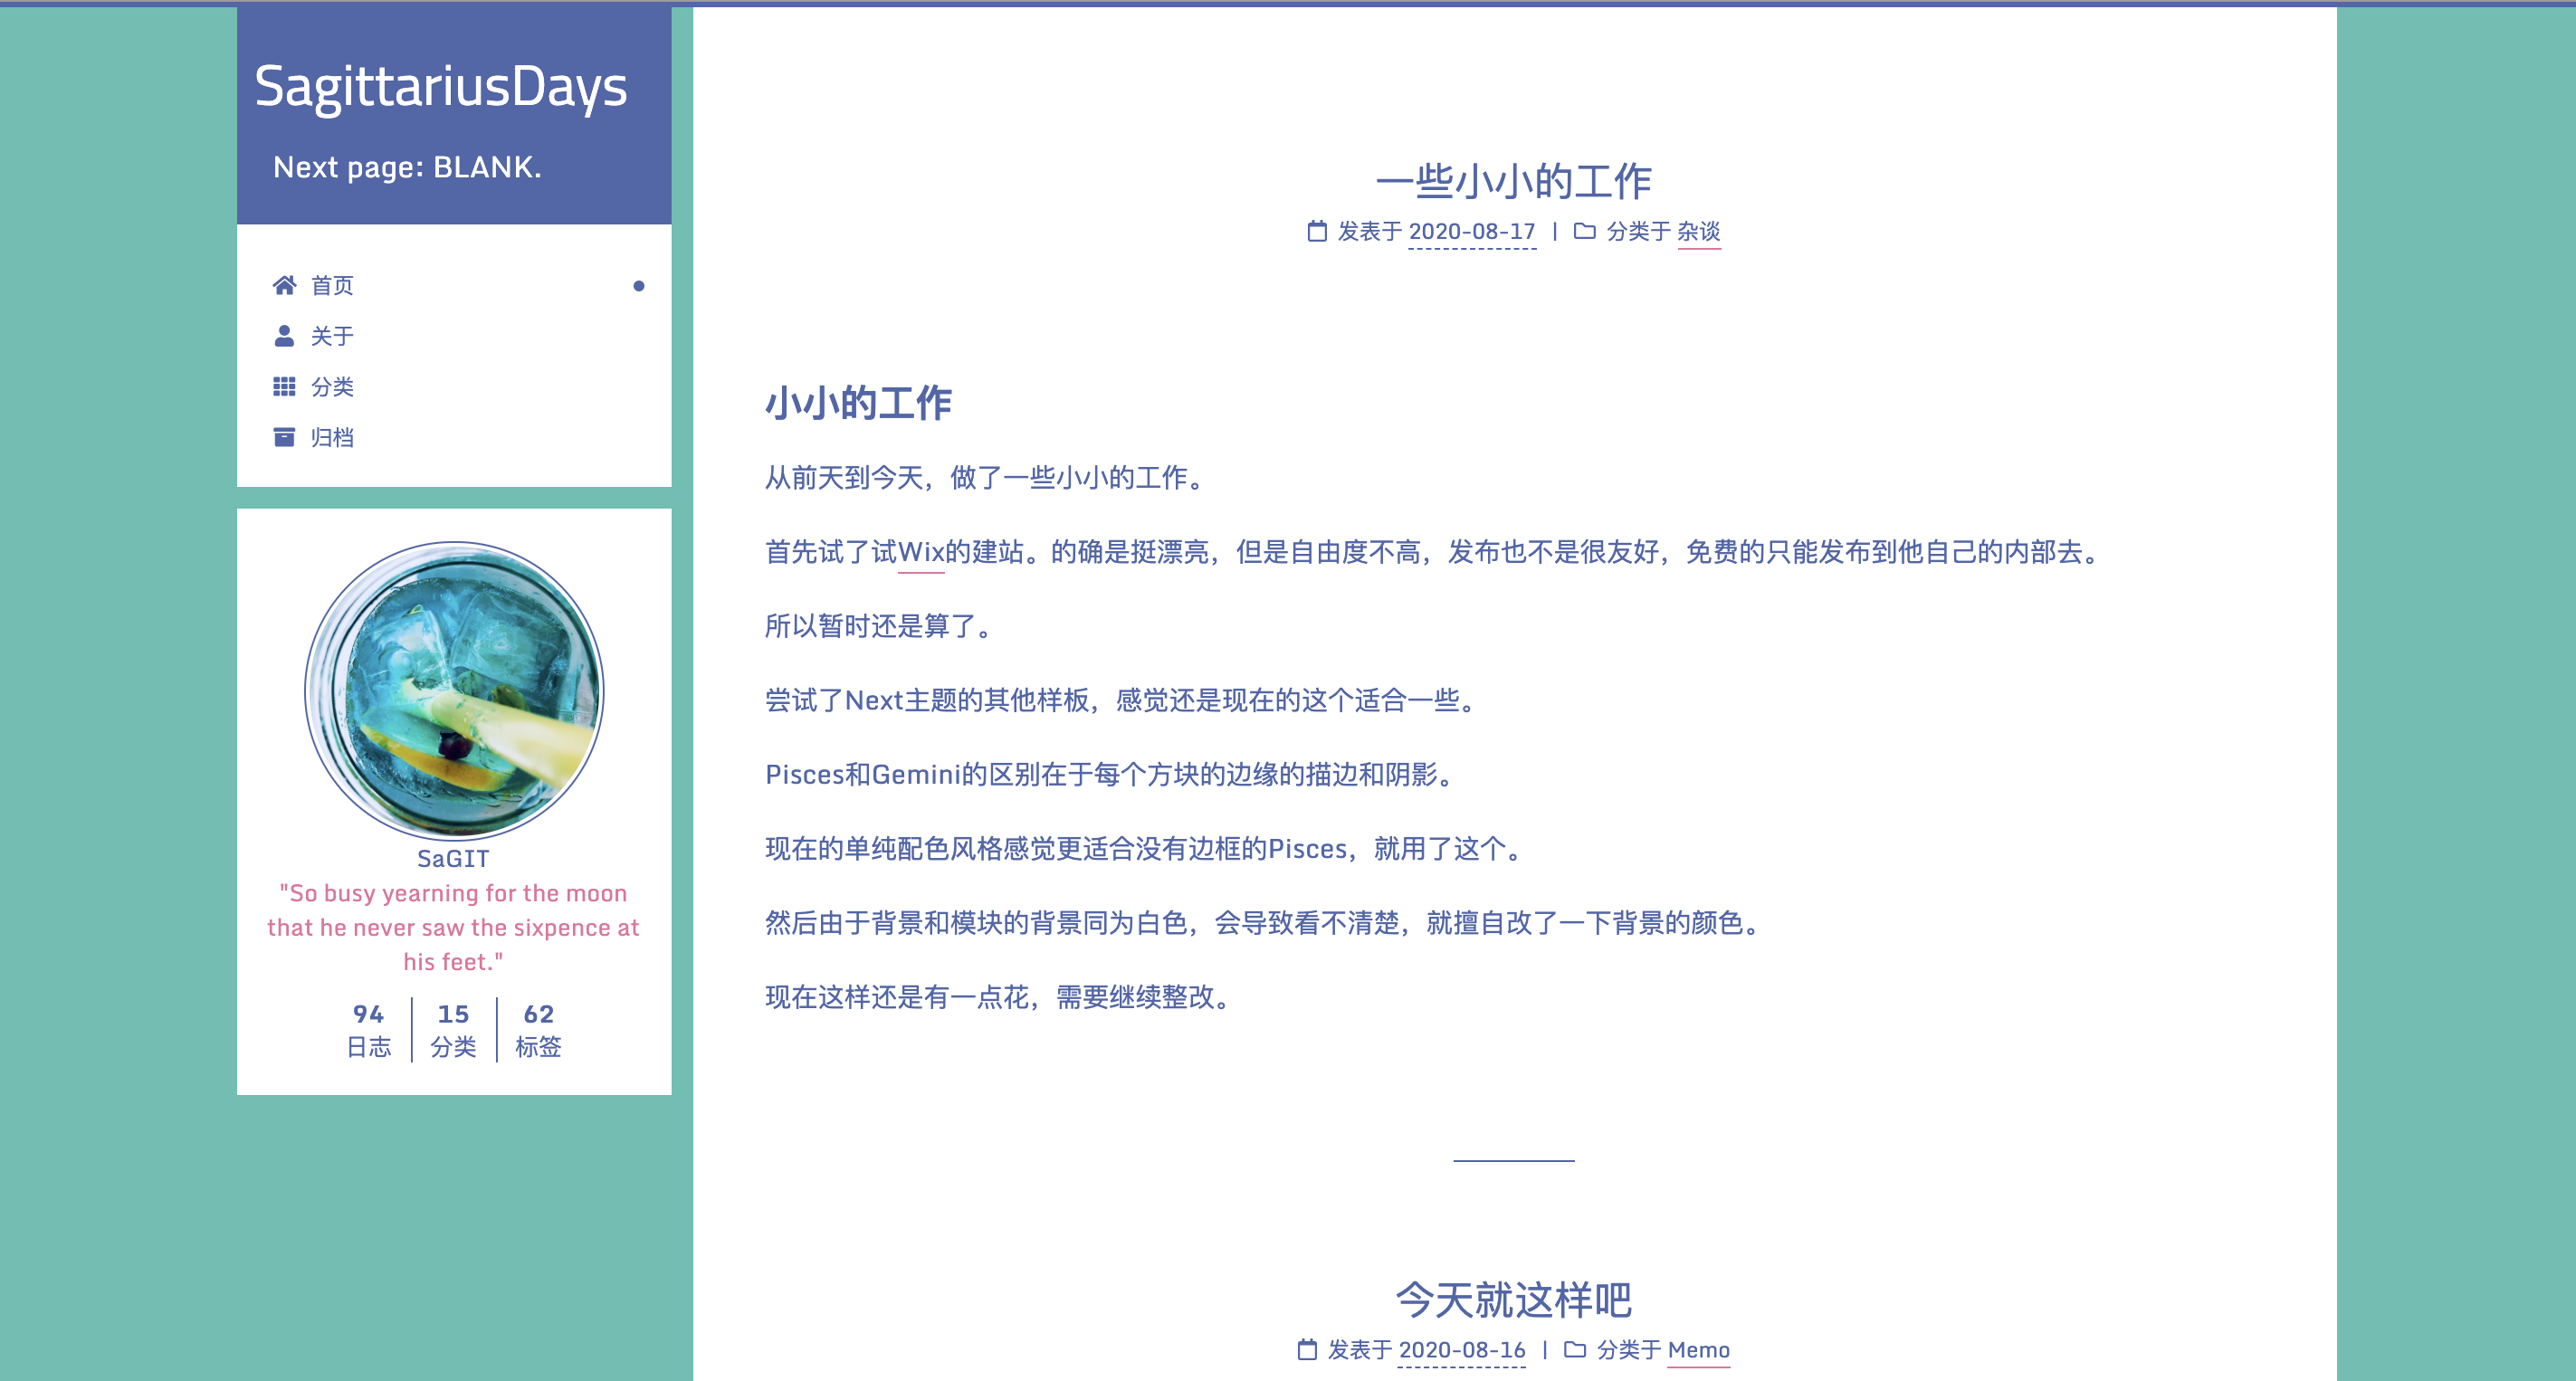 SagittariusDays
Next page: BLANK.
首页
关于
分类
归档
SaGIT
"So busy yearning for the moon
that he never saw the sixpence at
his feet."
94 15 62
日志 分类 标签
一些小小的工作
发表于 2020-08-17 | 分类于 杂谈
小小的工作
从前天到今天，做了一些小小的工作。
首先试了试Wix的建站。的确是挺漂亮，但是自由度不高，发布也不是很友好，免费的只能发布到他自己的内部去。
所以暂时还是算了。
尝试了Next主题的其他样板，感觉还是现在的这个适合一些。
Pisces和Gemini的区别在于每个方块的边缘的描边和阴影。
现在的单纯配色风格感觉更适合没有边框的Pisces，就用了这个。
然后由于背景和模块的背景同为白色，会导致看不清楚，就擅自改了一下背景的颜色。
现在这样还是有一点花，需要继续整改。
今天就这样吧
发表于 2020-08-16 | 分类于 Memo